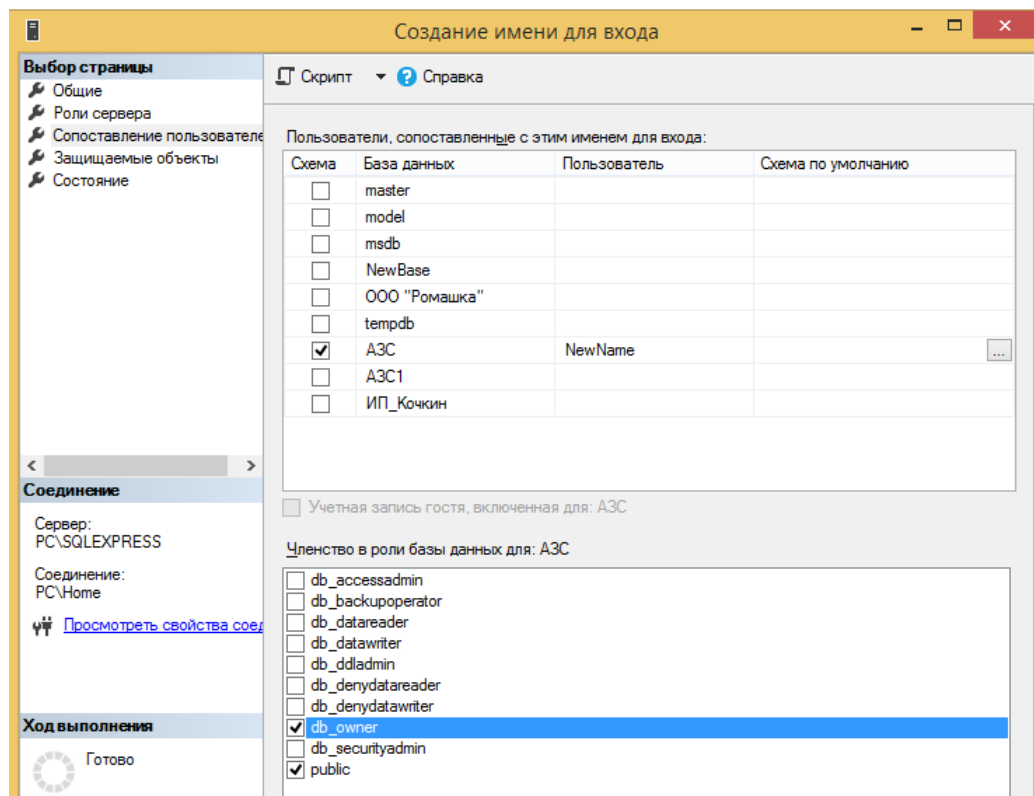 Создание имени для входа
Выбор страницы
Общие
Роли сервера
Сопоставление пользователе
Защищаемые объекты
Состояние
Скрипт
Справка
Пользователи, сопоставленные с этим именем для входа:
Схема База данных Пользователь Схема по умолчанию
master
model
msdb
NewBase
ООО "Ромашка"
tempdb
АЗС NewName ...
АЗС1
ИП_Кочкин
Учетная запись гостя, включенная для: АЗС
Членство в роли базы данных для: АЗС
db_accessadmin
db_backupoperator
db_datareader
db_datawriter
db_ddladmin
db_denydatareader
db_denydatawriter
db_owner
db_securityadmin
public
Соединение
Сервер:
PC\SQLEXPRESS
Соединение:
PC\Home
Просмотреть свойства соед
Ход выполнения
Готово